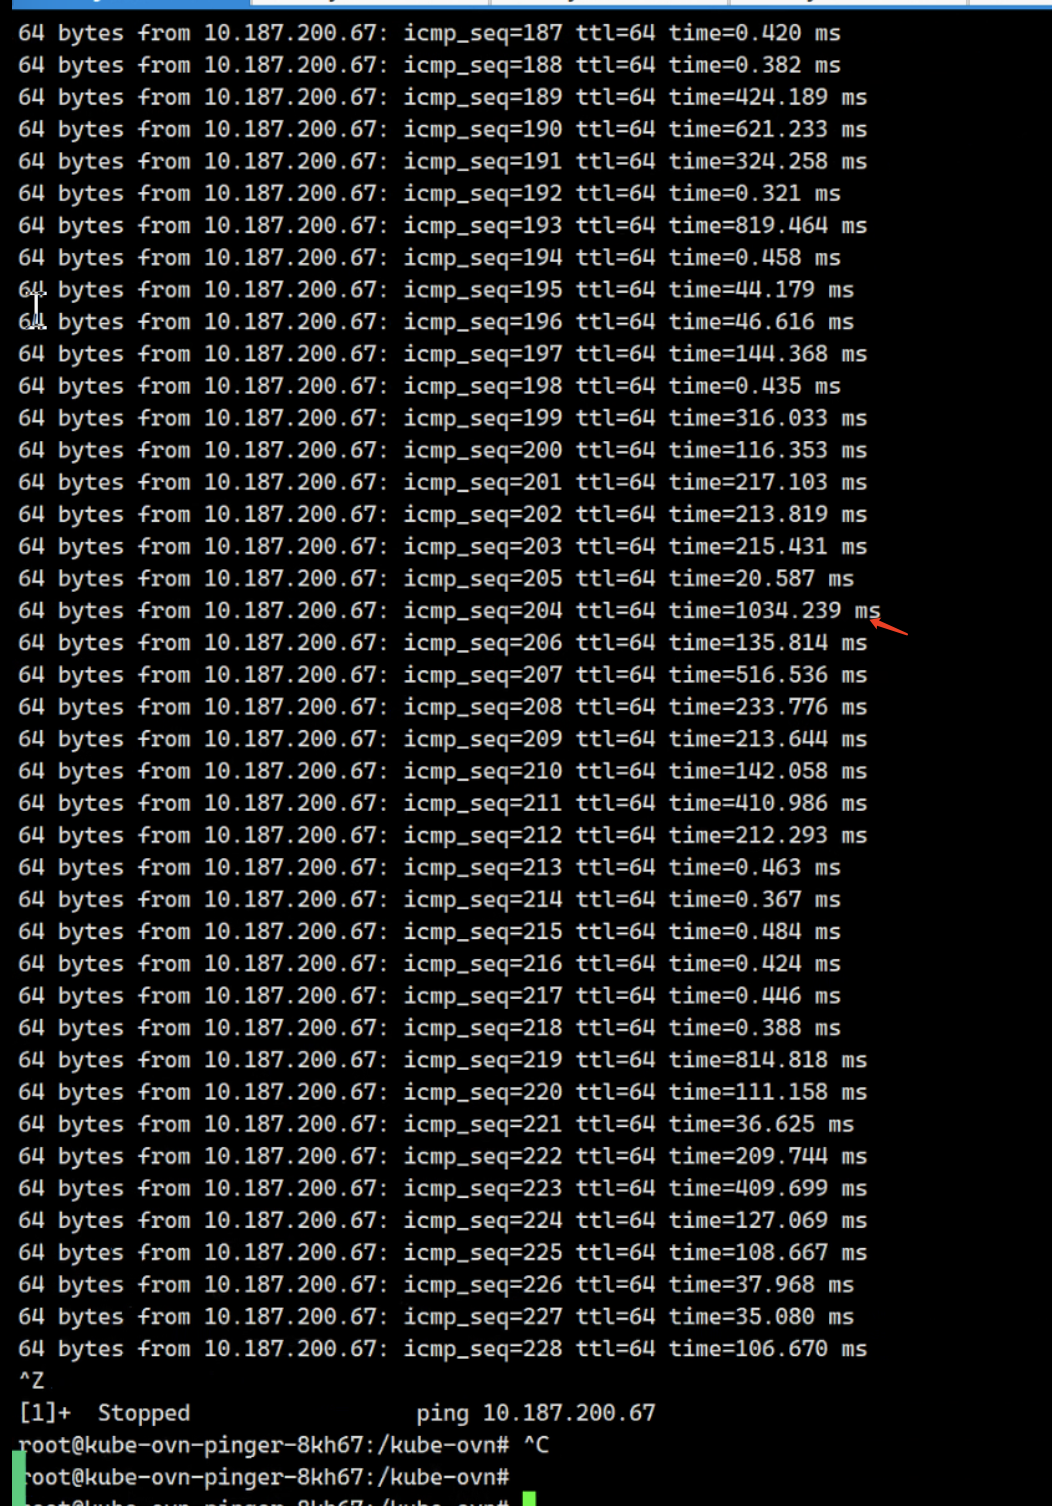 64 bytes from 10.187.200.67: icmp_seq=187 ttl=64 time=0.420 ms
64 bytes from 10.187.200.67: icmp_seq=188 ttl=64 time=0.382 ms
64 bytes from 10.187.200.67: icmp_seq=189 ttl=64 time=424.189 ms
64 bytes from 10.187.200.67: icmp_seq=190 ttl=64 time=621.233 ms
64 bytes from 10.187.200.67: icmp_seq=191 ttl=64 time=324.258 ms
64 bytes from 10.187.200.67: icmp_seq=192 ttl=64 time=0.321 ms
64 bytes from 10.187.200.67: icmp_seq=193 ttl=64 time=819.464 ms
64 bytes from 10.187.200.67: icmp_seq=194 ttl=64 time=0.458 ms
64 bytes from 10.187.200.67: icmp_seq=195 ttl=64 time=44.179 ms
64 bytes from 10.187.200.67: icmp_seq=196 ttl=64 time=46.616 ms
64 bytes from 10.187.200.67: icmp_seq=197 ttl=64 time=144.368 ms
64 bytes from 10.187.200.67: icmp_seq=198 ttl=64 time=0.435 ms
64 bytes from 10.187.200.67: icmp_seq=199 ttl=64 time=316.033 ms
64 bytes from 10.187.200.67: icmp_seq=200 ttl=64 time=116.353 ms
64 bytes from 10.187.200.67: icmp_seq=201 ttl=64 time=217.103 ms
64 bytes from 10.187.200.67: icmp_seq=202 ttl=64 time=213.819 ms
64 bytes from 10.187.200.67: icmp_seq=203 ttl=64 time=215.431 ms
64 bytes from 10.187.200.67: icmp_seq=205 ttl=64 time=20.587 ms
64 bytes from 10.187.200.67: icmp_seq=204 ttl=64 time=1034.239 ms
64 bytes from 10.187.200.67: icmp_seq=206 ttl=64 time=135.814 ms
64 bytes from 10.187.200.67: icmp_seq=207 ttl=64 time=516.536 ms
64 bytes from 10.187.200.67: icmp_seq=208 ttl=64 time=233.776 ms
64 bytes from 10.187.200.67: icmp_seq=209 ttl=64 time=213.644 ms
64 bytes from 10.187.200.67: icmp_seq=210 ttl=64 time=142.058 ms
64 bytes from 10.187.200.67: icmp_seq=211 ttl=64 time=410.986 ms
64 bytes from 10.187.200.67: icmp_seq=212 ttl=64 time=212.293 ms
64 bytes from 10.187.200.67: icmp_seq=213 ttl=64 time=0.463 ms
64 bytes from 10.187.200.67: icmp_seq=214 ttl=64 time=0.367 ms
64 bytes from 10.187.200.67: icmp_seq=215 ttl=64 time=0.484 ms
64 bytes from 10.187.200.67: icmp_seq=216 ttl=64 time=0.424 ms
64 bytes from 10.187.200.67: icmp_seq=217 ttl=64 time=0.446 ms
64 bytes from 10.187.200.67: icmp_seq=218 ttl=64 time=0.388 ms
64 bytes from 10.187.200.67: icmp_seq=219 ttl=64 time=814.818 ms
64 bytes from 10.187.200.67: icmp_seq=220 ttl=64 time=111.158 ms
64 bytes from 10.187.200.67: icmp_seq=221 ttl=64 time=36.625 ms
64 bytes from 10.187.200.67: icmp_seq=222 ttl=64 time=209.744 ms
64 bytes from 10.187.200.67: icmp_seq=223 ttl=64 time=409.699 ms
64 bytes from 10.187.200.67: icmp_seq=224 ttl=64 time=127.069 ms
64 bytes from 10.187.200.67: icmp_seq=225 ttl=64 time=108.667 ms
64 bytes from 10.187.200.67: icmp_seq=226 ttl=64 time=37.968 ms
64 bytes from 10.187.200.67: icmp_seq=227 ttl=64 time=35.080 ms
64 bytes from 10.187.200.67: icmp_seq=228 ttl=64 time=106.670 ms
^Z
[1]+  Stopped                 ping 10.187.200.67
root@kube-ovn-pinger-8kh67:/kube-ovn# ^C
root@kube-ovn-pinger-8kh67:/kube-ovn#
root@kube-ovn-pinger-8kh67:/kube-ovn#